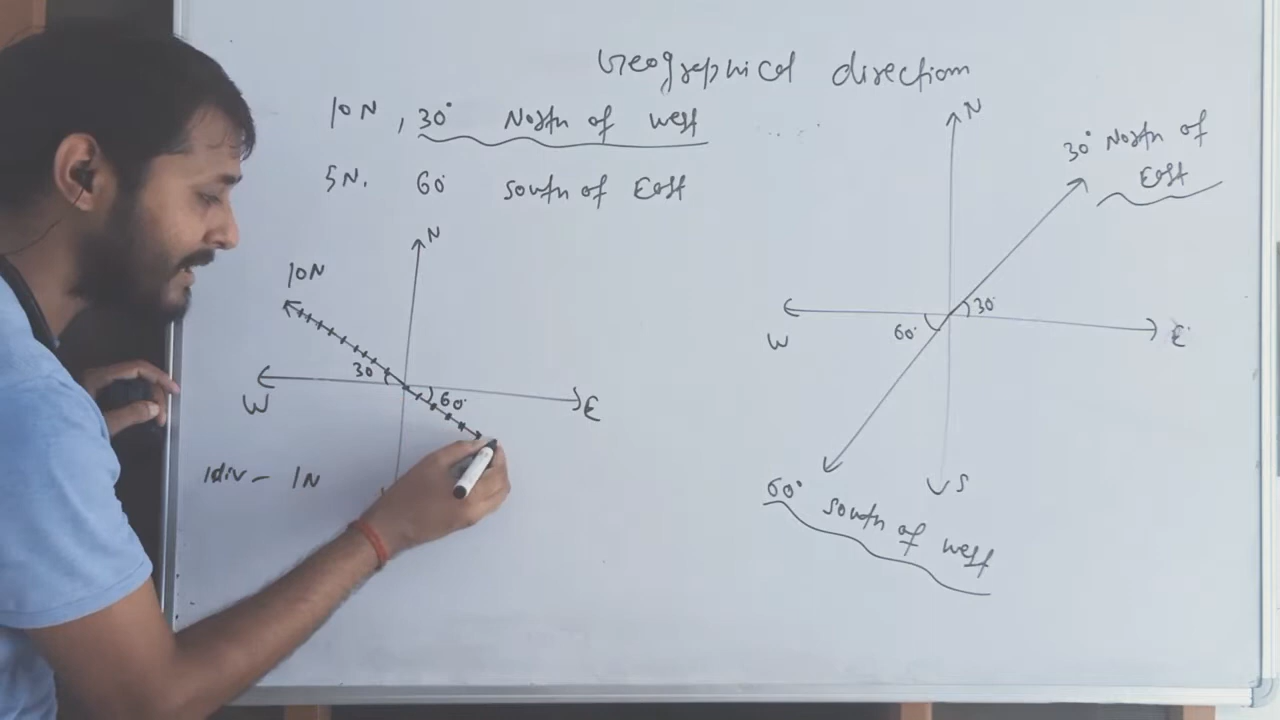 Geographical direction
10 N , 30° North of west
5N. 60° south of East
N
10N
30
W
60°
E
1div - 1N
N
30° North of
East
30°
W
60°
E
S
60° south of west